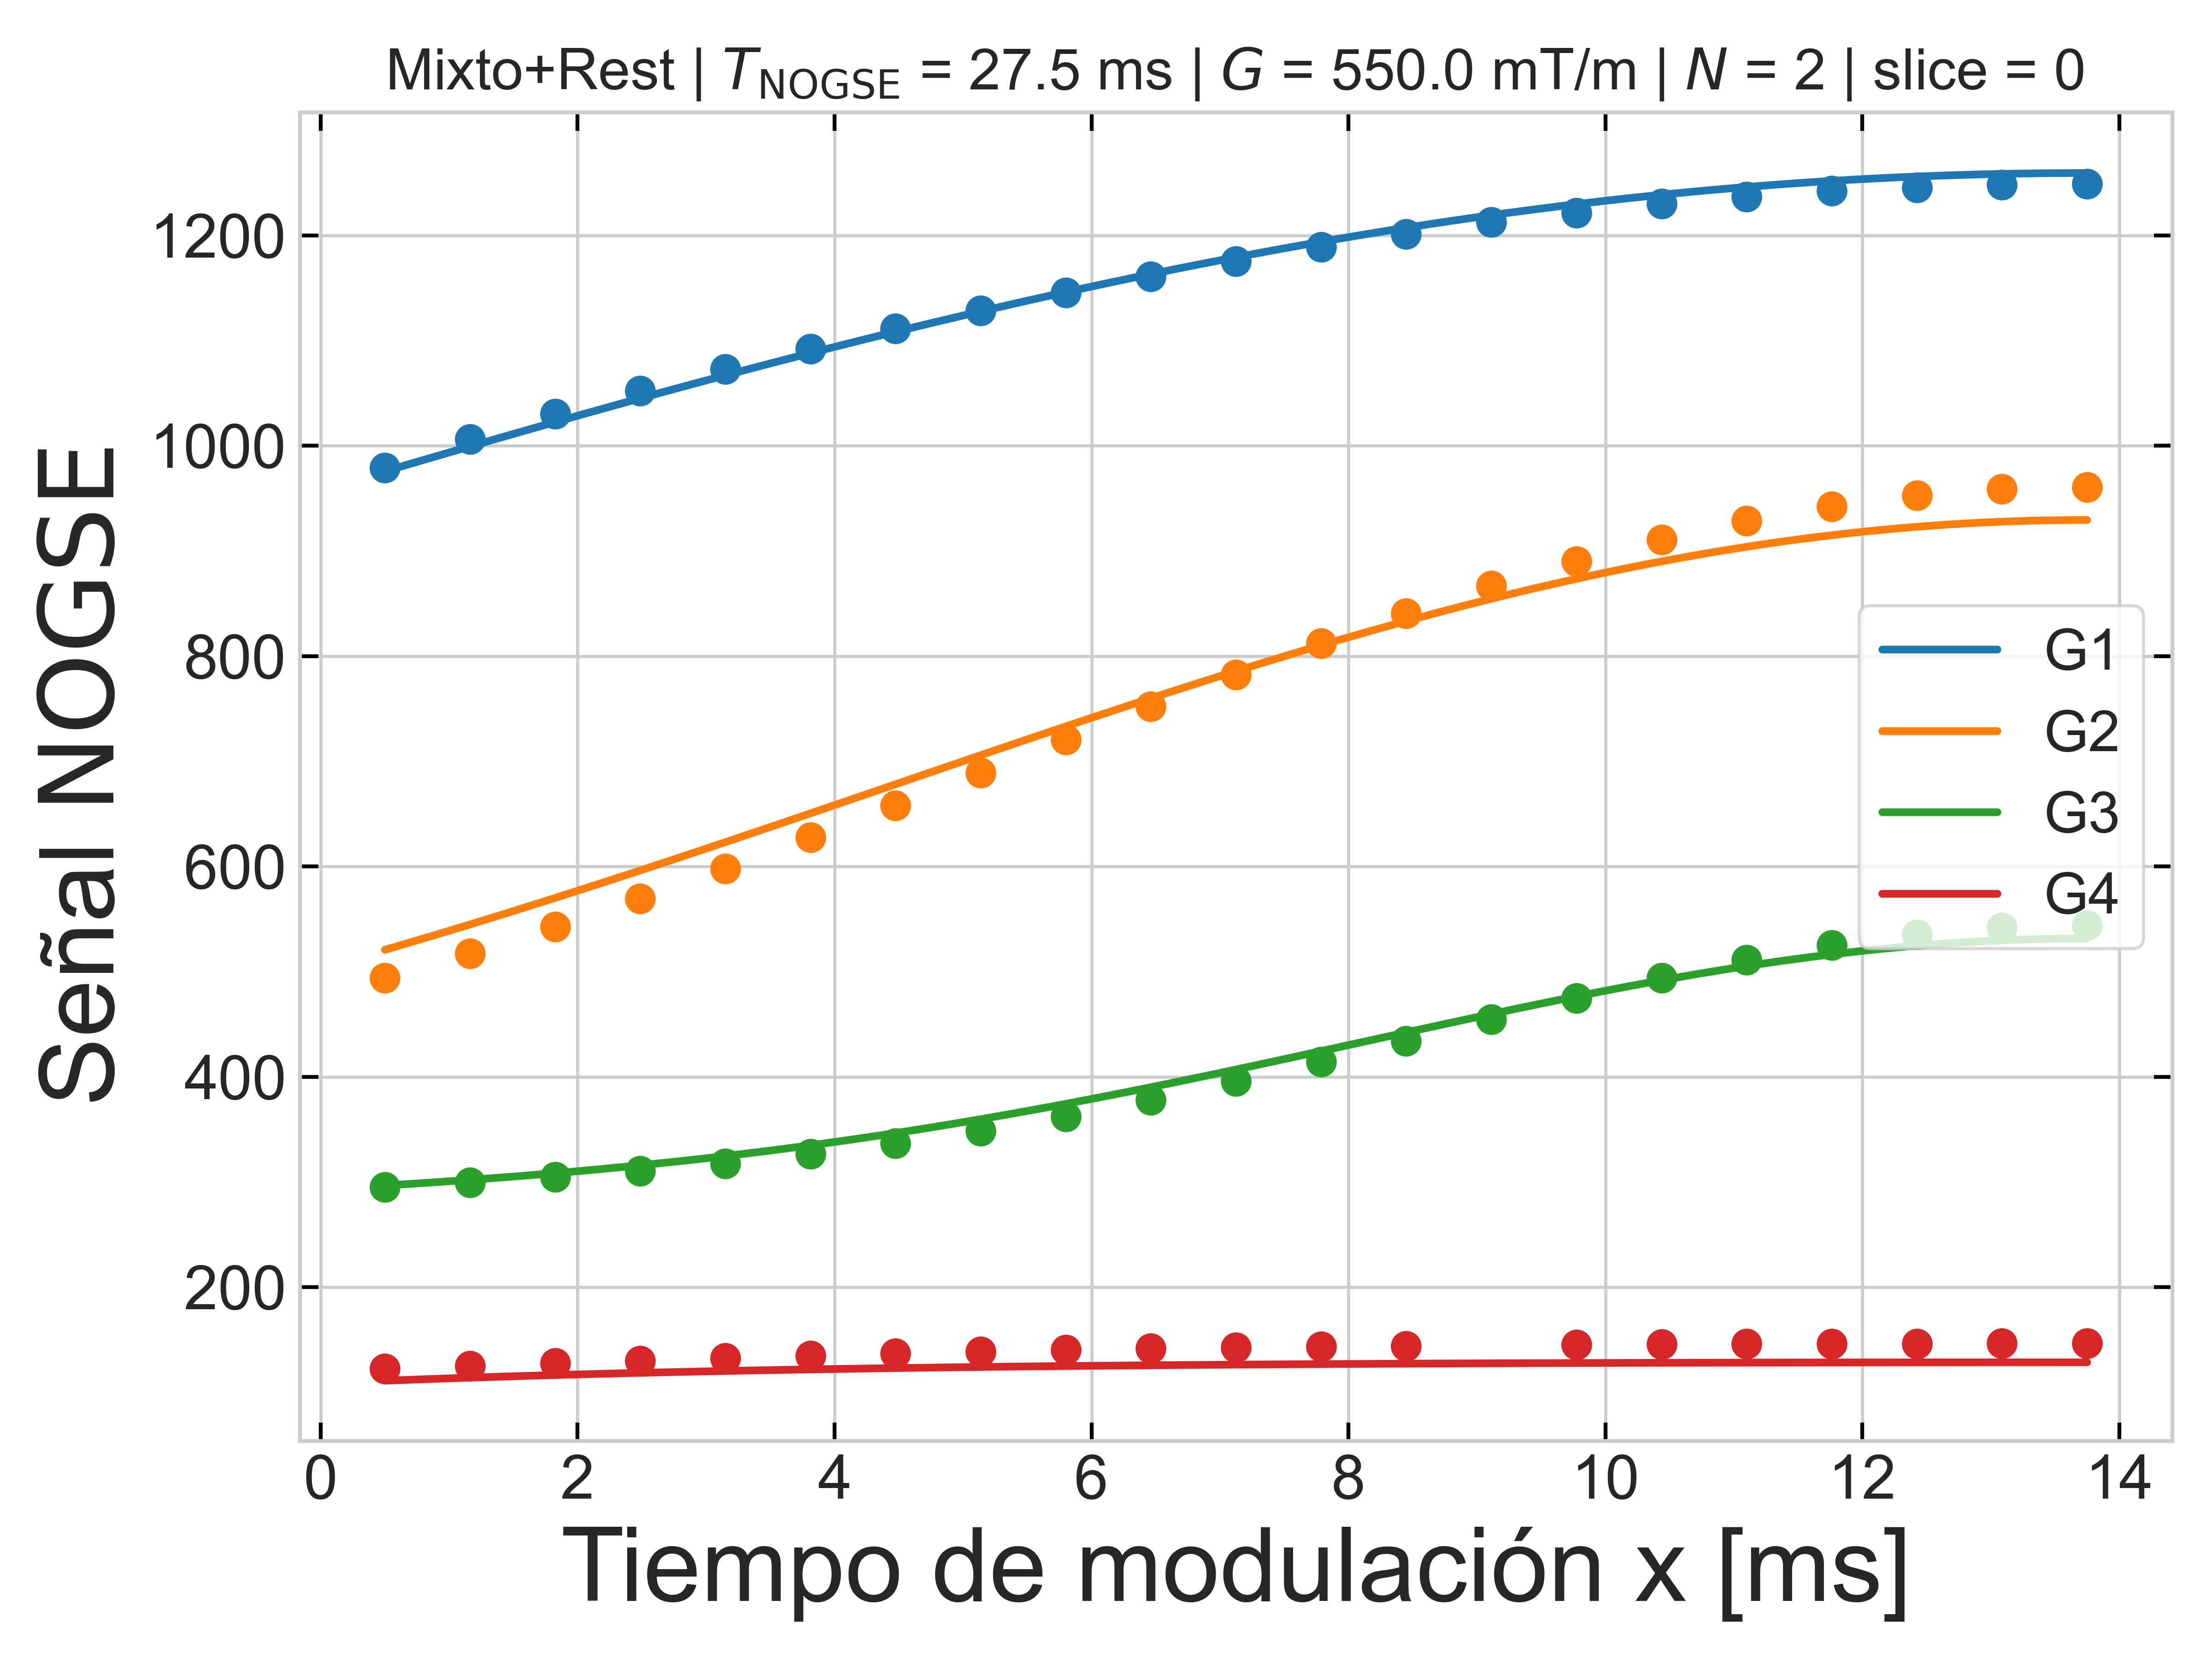 Mixto+Rest | T_NOGSE = 27.5 ms | G = 550.0 mT/m | N = 2 | slice = 0
Señal NOGSE
1200
1000
800
600
400
200
G1
G2
G3
G4
0 2 4 6 8 10 12 14
Tiempo de modulación x [ms]